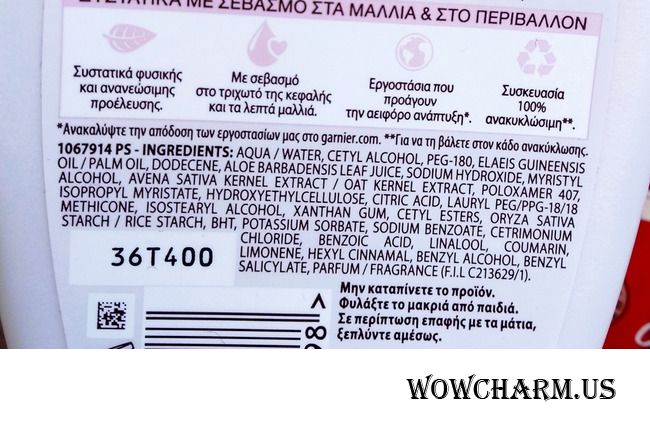 ΣΥΣΤΑΤΙΚΑ ΜΕ ΣΕΒΑΣΜΟ ΣΤΑ ΜΑΛΛΙΑ & ΣΤΟ ΠΕΡΙΒΑΛΛΟΝ
Συστατικά φυσικής
και ανανεώσιμης
προέλευσης.
Με σεβασμό
στο τριχωτό της κεφαλής
και τα λεπτά μαλλιά.
Εργοστάσια που
προάγουν
την αειφόρο ανάπτυξη*.
Συσκευασία
100%
ανακυκλώσιμη**.
*Ανακαλύψτε την απόδοση των εργοστασίων μας στο garnier.com. **Για να τη βάλετε στον κάδο ανακύκλωσης.
1067914 PS - INGREDIENTS: AQUA / WATER, CETYL ALCOHOL, PEG-180, ELAEIS GUINEENSIS
OIL / PALM OIL, DODECENE, ALOE BARBADENSIS LEAF JUICE, SODIUM HYDROXIDE, MYRISTYL
ALCOHOL, AVENA SATIVA KERNEL EXTRACT / OAT KERNEL EXTRACT, POLOXAMER 407,
ISOPROPYL MYRISTATE, HYDROXYETHYLCELLULOSE, CITRIC ACID, LAURYL PEG/PPG-18/18
METHICONE, ISOSTEARYL ALCOHOL, XANTHAN GUM, CETYL ESTERS, ORYZA SATIVA
STARCH / RICE STARCH, BHT, POTASSIUM SORBATE, SODIUM BENZOATE, CETRIMONIUM
CHLORIDE, BENZOIC ACID, LINALOOL, COUMARIN,
LIMONENE, HEXYL CINNAMAL, BENZYL ALCOHOL, BENZYL
SALICYLATE, PARFUM / FRAGRANCE (F.I.L C213629/1).
36T400
Μην καταπίνετε το προϊόν.
Φυλάξτε το μακριά από παιδιά.
Σε περίπτωση επαφής με τα μάτια,
ξεπλύντε αμέσως.
WOWCHARM.US